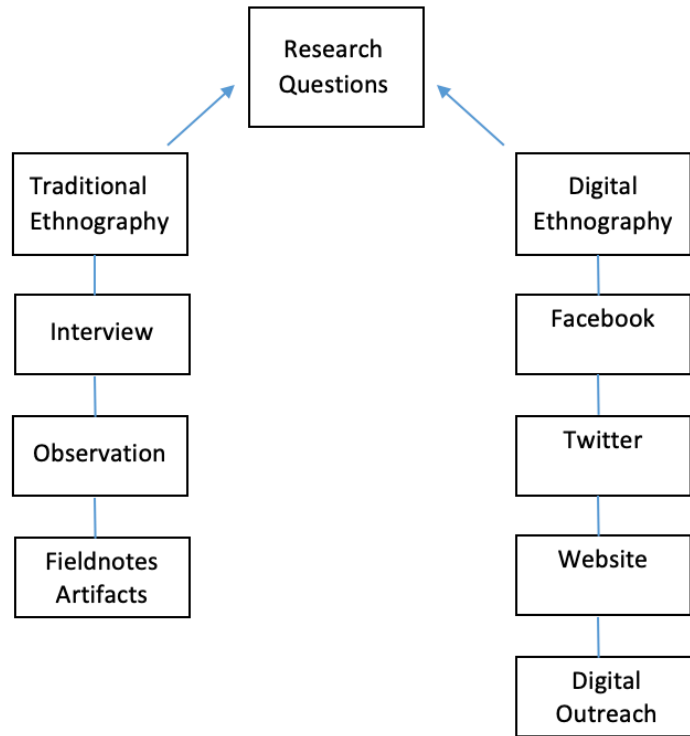 Research
Questions
Traditional
Ethnography
Interview
Observation
Fieldnotes
Artifacts
Digital
Ethnography
Facebook
Twitter
Website
Digital
Outreach